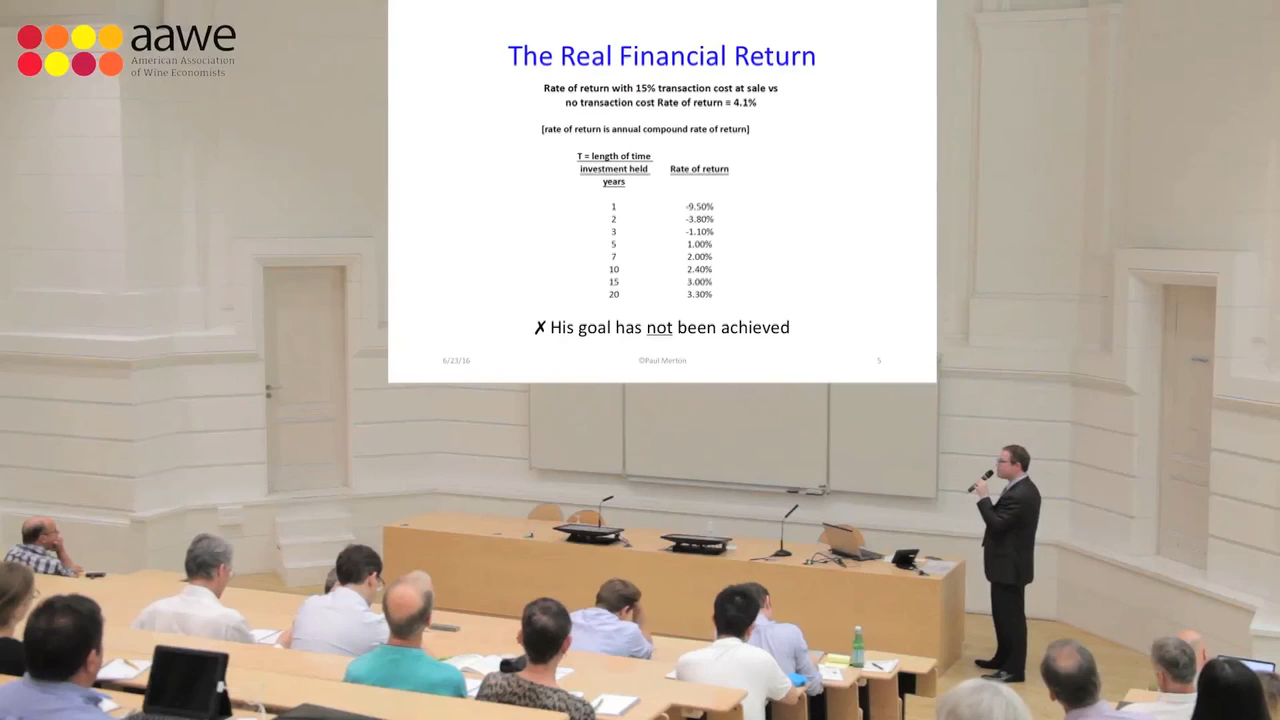 aawe
American Association
of Wine Economists
The Real Financial Return
Rate of return with 15% transaction cost at sale vs
no transaction cost Rate of return = 4.1%
[rate of return is annual compound rate of return]
T = length of time
investment held
years
Rate of return
1 -9.50%
2 -3.80%
3 -1.10%
5 1.00%
7 2.00%
10 2.40%
15 3.00%
20 3.30%
✗ His goal has not been achieved
6/23/16 ©Paul Merton 5